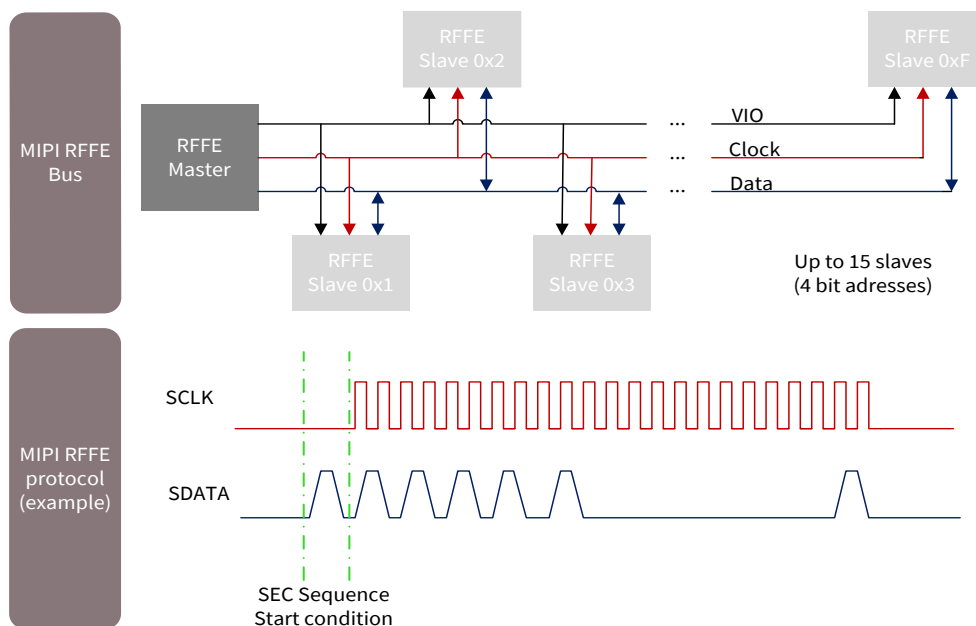 MIPI RFFE
Bus
RFFE
Master
RFFE
Slave 0x2
RFFE
Slave 0xF
... VIO
... Clock
... Data
RFFE
Slave 0x1
RFFE
Slave 0x3
Up to 15 slaves
(4 bit adresses)
MIPI RFFE
protocol
(example)
SCLK
SDATA
SEC Sequence
Start condition